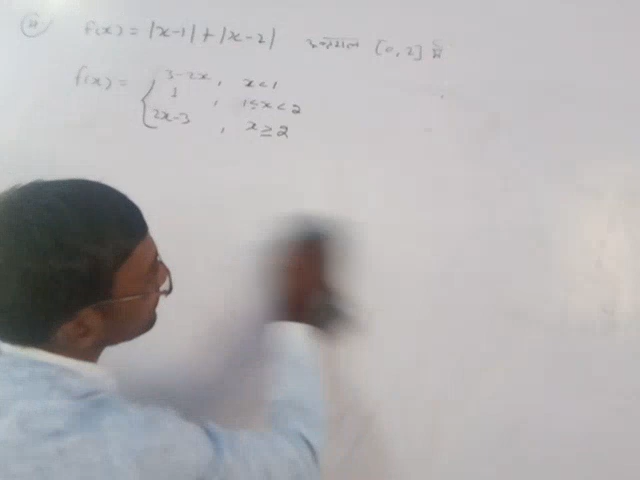 f(x) = |x-1| + |x-2| अन्तराल [0, 2] में
f(x) = { 3-2x, x<1
1, 1≤x<2
2x-3, x≥2